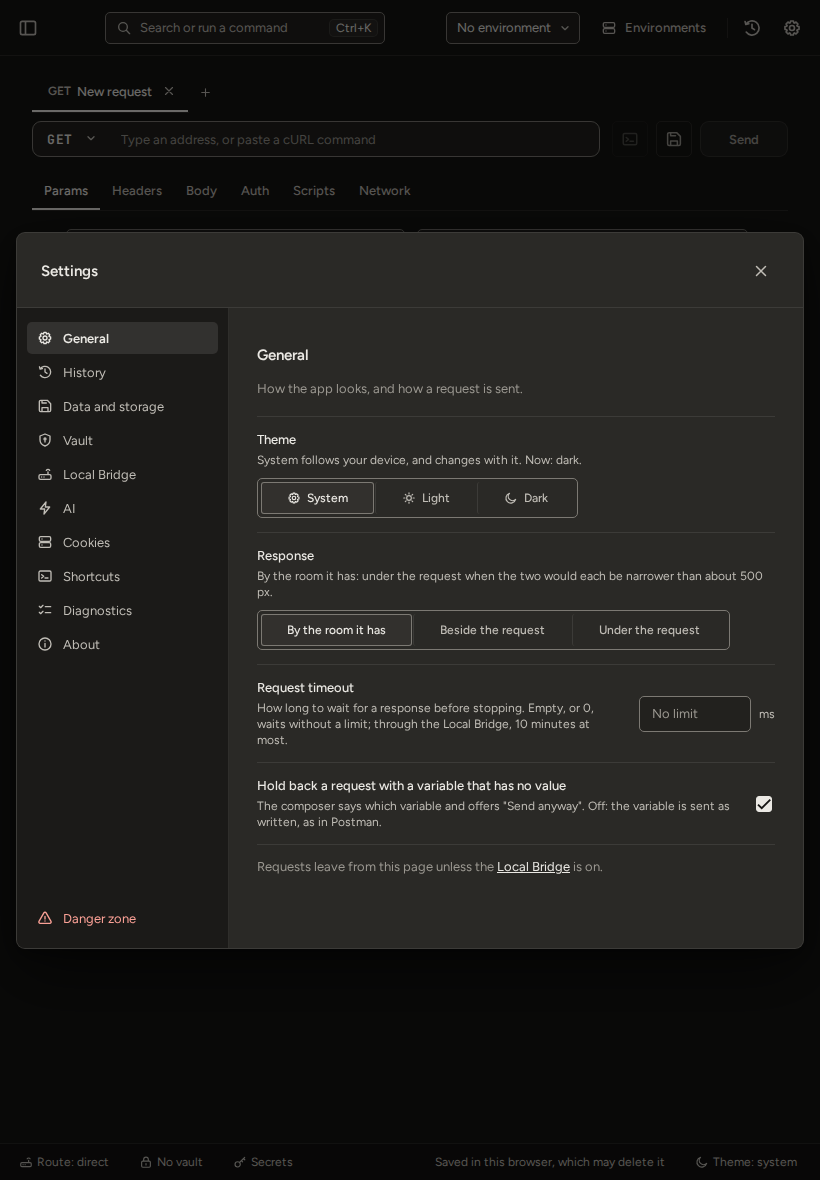 Search or run a command Ctrl+K No environment Environments
GET New request
GET Type an address, or paste a cURL command Send
Params Headers Body Auth Scripts Network
Settings
General
History
Data and storage
Vault
Local Bridge
AI
Cookies
Shortcuts
Diagnostics
About
Danger zone
General
How the app looks, and how a request is sent.
Theme
System follows your device, and changes with it. Now: dark.
System Light Dark
Response
By the room it has: under the request when the two would each be narrower than about 500
px.
By the room it has Beside the request Under the request
Request timeout
How long to wait for a response before stopping. Empty, or 0,
waits without a limit; through the Local Bridge, 10 minutes at
most.
No limit ms
Hold back a request with a variable that has no value
The composer says which variable and offers "Send anyway". Off: the variable is sent as
written, as in Postman.
Requests leave from this page unless the Local Bridge is on.
Route: direct No vault Secrets Saved in this browser, which may delete it Theme: system